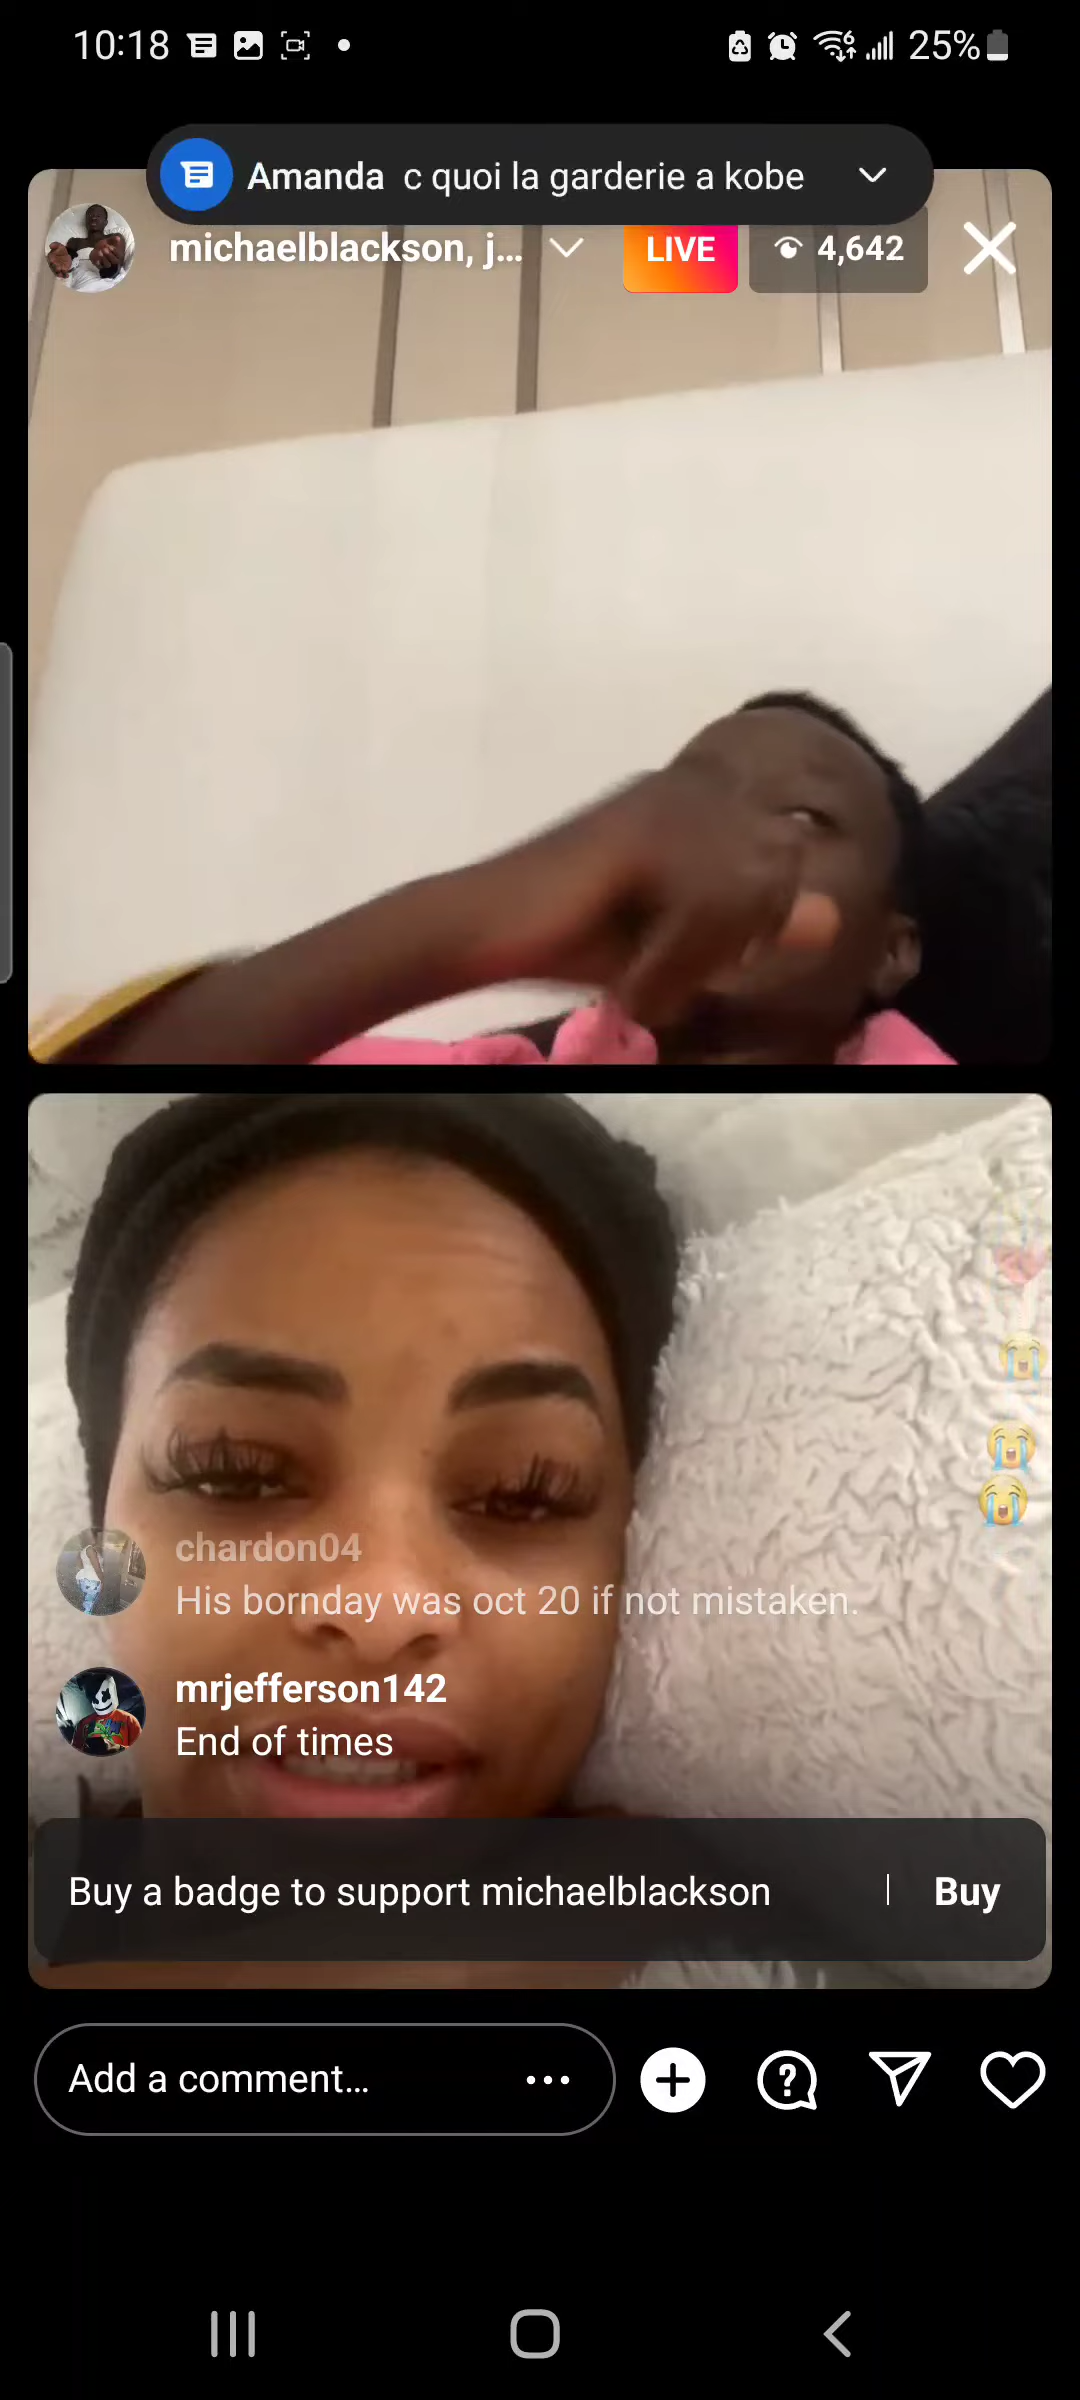 10:18
25%
Amanda c quoi la garderie a kobe
michaelblackson, j...
LIVE
4,642
chardon04
His bornday was oct 20 if not mistaken.
mrjefferson142
End of times
Buy a badge to support michaelblackson | Buy
Add a comment...